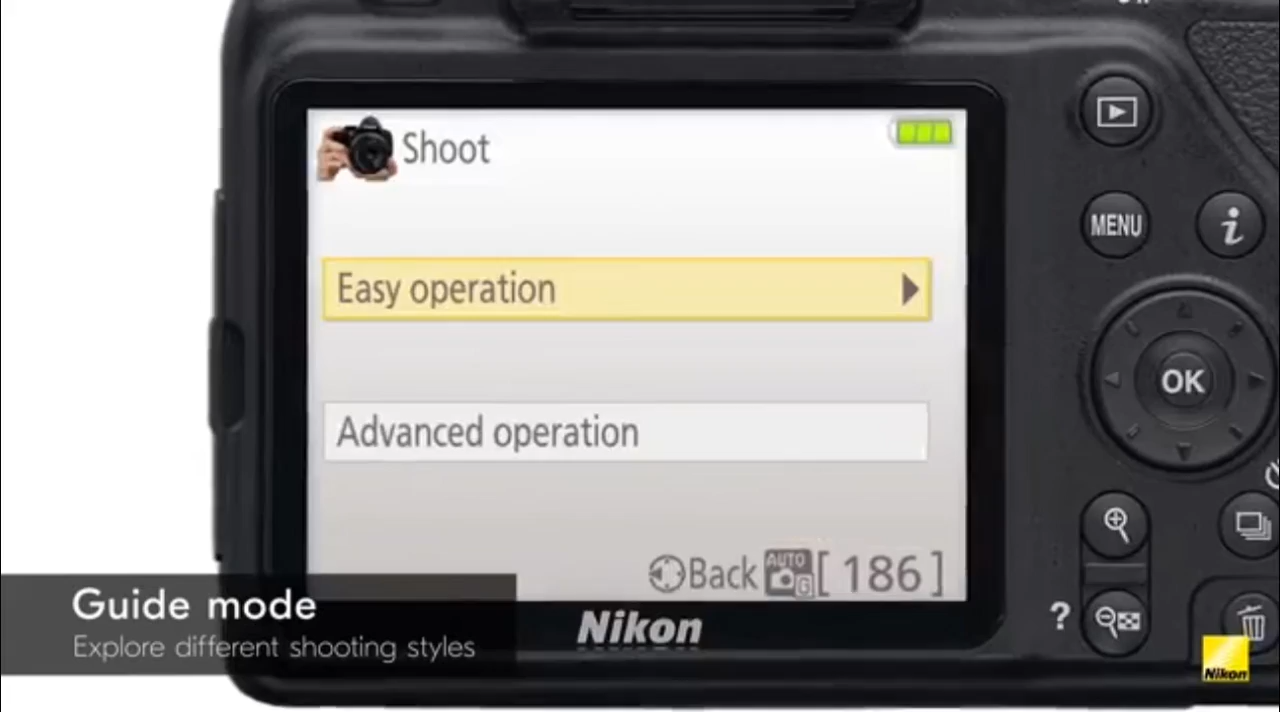 Shoot
Easy operation
Advanced operation
Back AUTO G [ 186 ]
Nikon
MENU
i
OK
?
Guide mode
Explore different shooting styles
Nikon